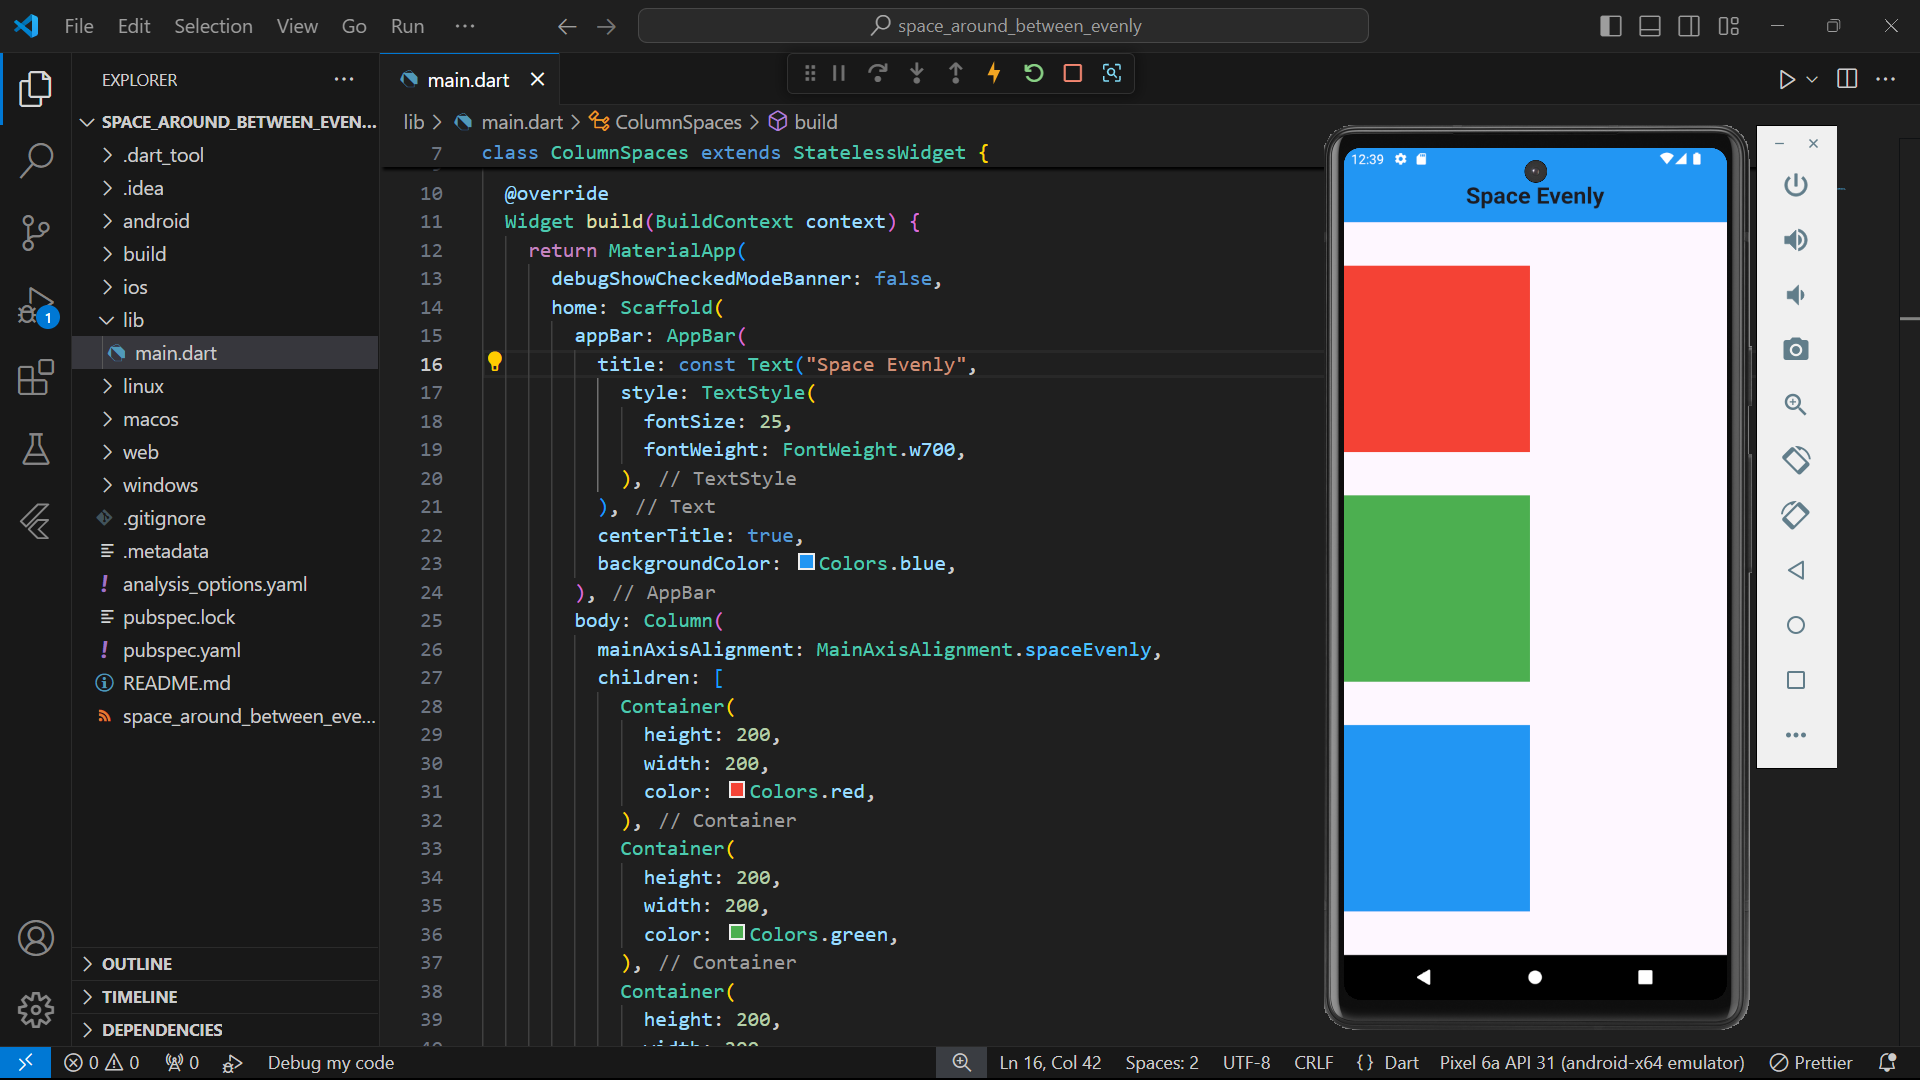 File Edit Selection View Go Run ···
space_around_between_evenly
EXPLORER
main.dart
SPACE_AROUND_BETWEEN_EVEN...
.dart_tool
.idea
android
build
ios
lib
main.dart
linux
macos
web
windows
.gitignore
.metadata
analysis_options.yaml
pubspec.lock
pubspec.yaml
README.md
space_around_between_eve...
OUTLINE
TIMELINE
DEPENDENCIES
1
lib > main.dart > ColumnSpaces > build
7 class ColumnSpaces extends StatelessWidget {
10 @override
11 Widget build(BuildContext context) {
12 return MaterialApp(
13 debugShowCheckedModeBanner: false,
14 home: Scaffold(
15 appBar: AppBar(
16 title: const Text("Space Evenly",
17 style: TextStyle(
18 fontSize: 25,
19 fontWeight: FontWeight.w700,
20 ), // TextStyle
21 ), // Text
22 centerTitle: true,
23 backgroundColor: Colors.blue,
24 ), // AppBar
25 body: Column(
26 mainAxisAlignment: MainAxisAlignment.spaceEvenly,
27 children: [
28 Container(
29 height: 200,
30 width: 200,
31 color: Colors.red,
32 ), // Container
33 Container(
34 height: 200,
35 width: 200,
36 color: Colors.green,
37 ), // Container
38 Container(
39 height: 200,
12:39
Space Evenly
0 0 0 Debug my code Ln 16, Col 42 Spaces: 2 UTF-8 CRLF {} Dart Pixel 6a API 31 (android-x64 emulator) Prettier